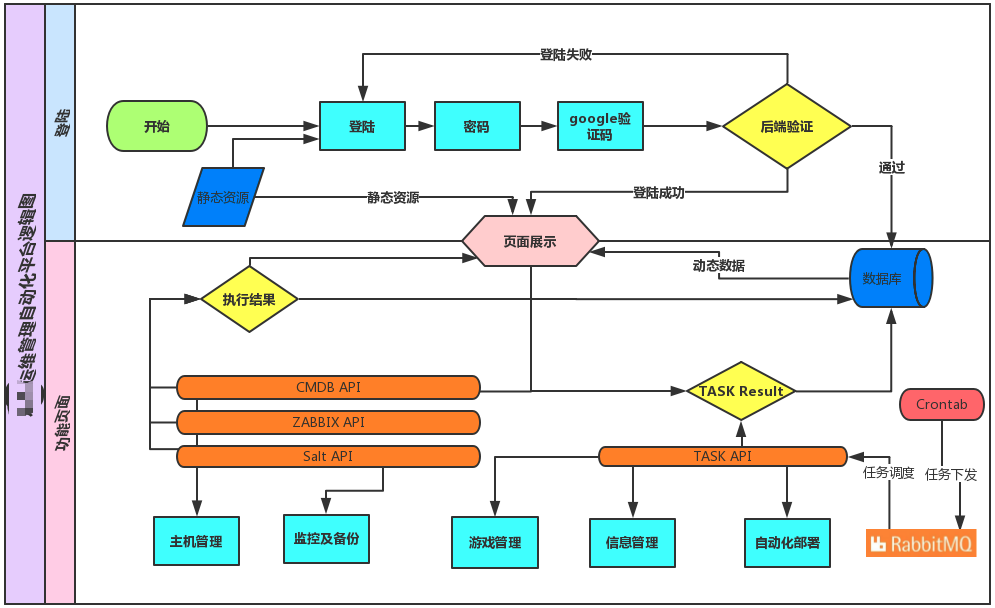 运维管理自动化平台逻辑图
登陆
登陆失败
开始
登陆
密码
google验
证码
后端验证
通过
静态资源
静态资源
登陆成功
页面展示
功能页面
动态数据
数据库
执行结果
CMDB API
TASK Result
Crontab
ZABBIX API
Salt API
TASK API
任务调度
任务下发
主机管理
监控及备份
游戏管理
信息管理
自动化部署
RabbitMQ